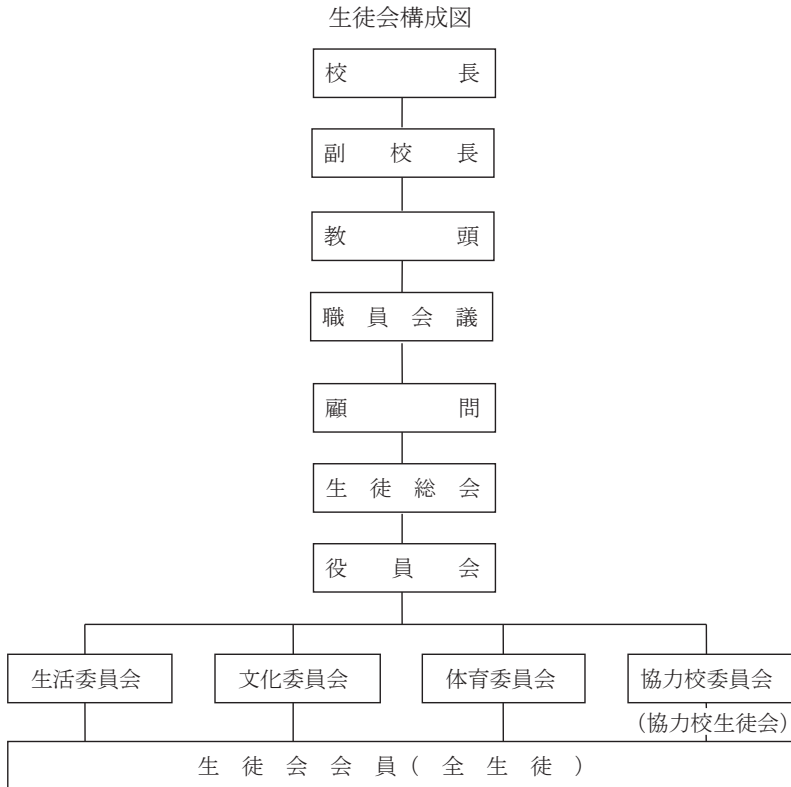 生徒会構成図
校長
副校長
教頭
職員会議
顧問
生徒総会
役員会
生活委員会 文化委員会 体育委員会 協力校委員会
(協力校生徒会)
生徒会会員(全生徒)